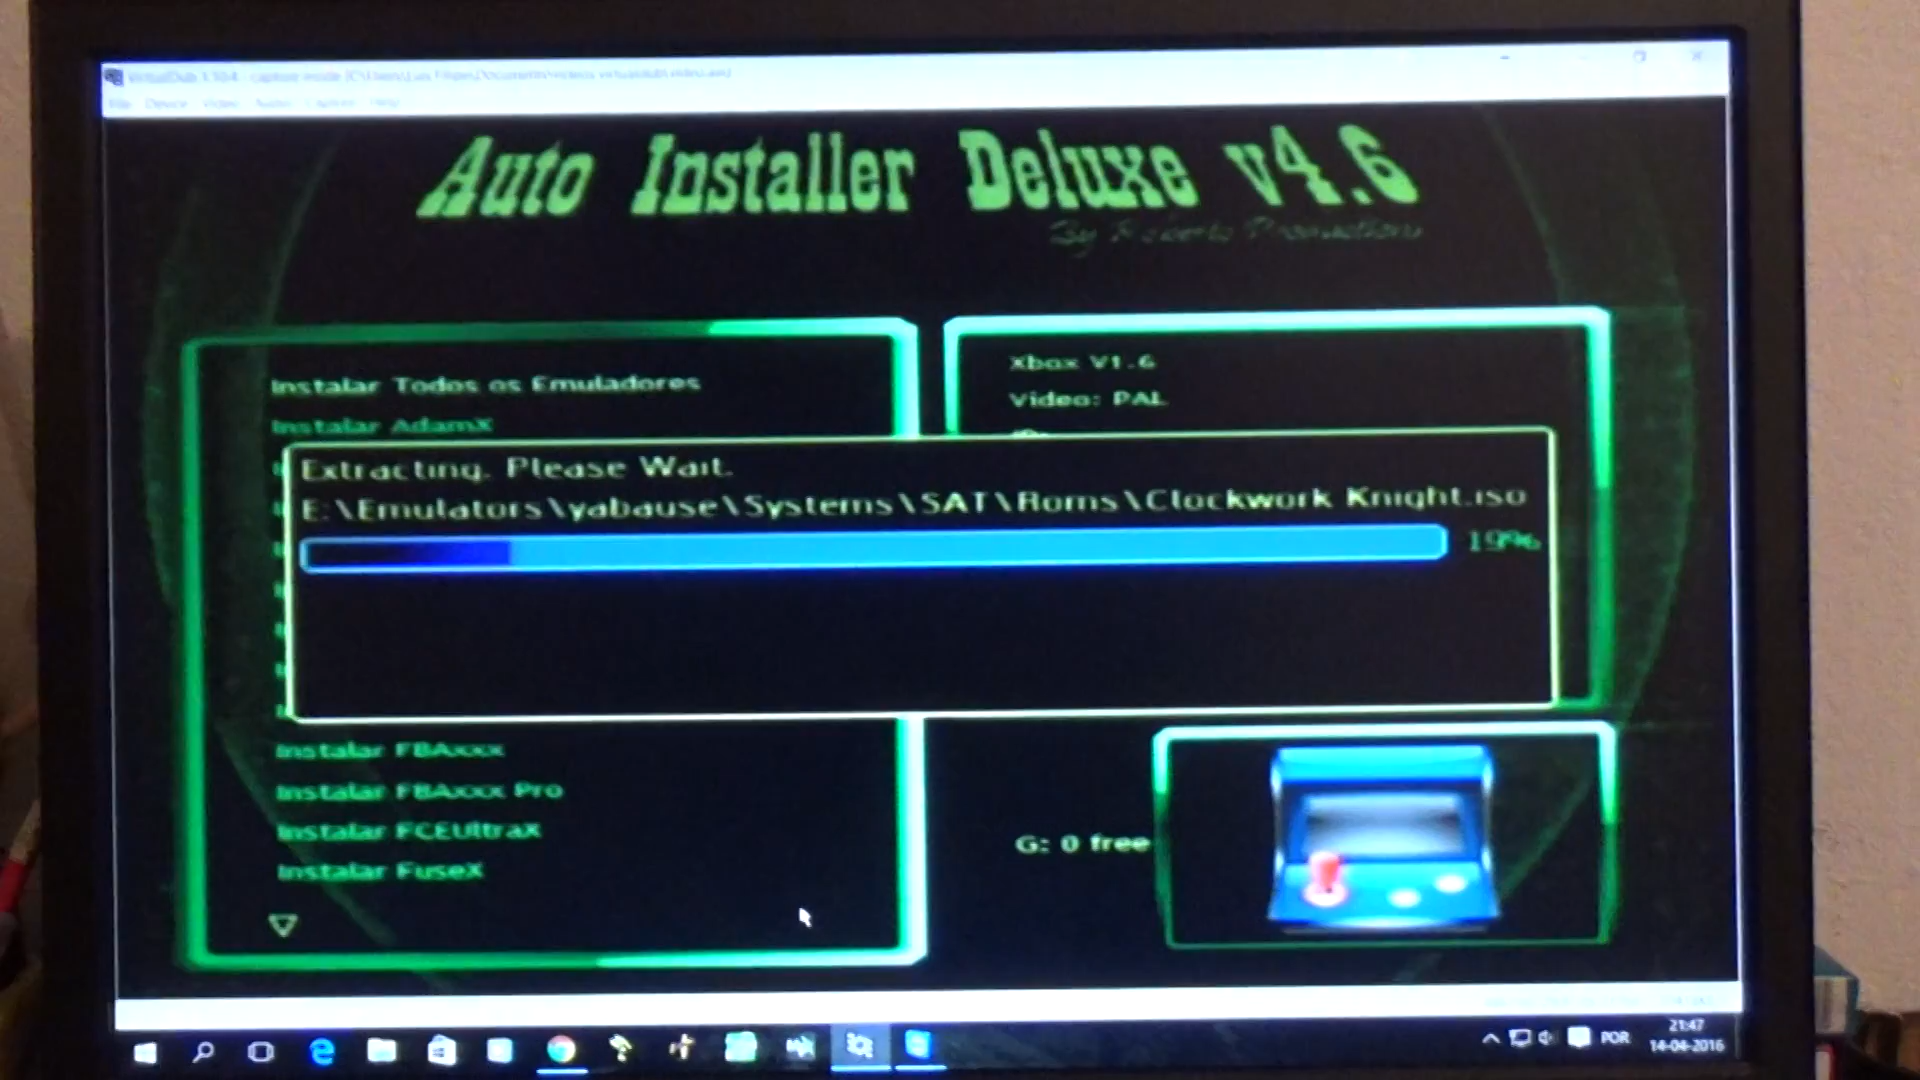 Auto Installer Deluxe v4.6
Instalar Todos os Emuladores
Instalar AdamX
Xbox V1.6
Video: PAL
Extracting. Please Wait.
E:\Emulators\yabause\Systems\SAT\Roms\Clockwork Knight.iso
19%
Instalar FBAxxx
Instalar FBAxxx Pro
Instalar FCEUltraX
Instalar FuseX
G: 0 free
POR
21:47
14-04-2016